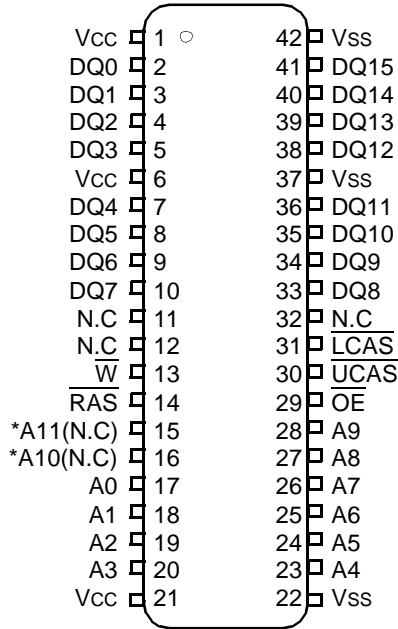 VCC 1 42 VSS
DQ0 2 41 DQ15
DQ1 3 40 DQ14
DQ2 4 39 DQ13
DQ3 5 38 DQ12
VCC 6 37 VSS
DQ4 7 36 DQ11
DQ5 8 35 DQ10
DQ6 9 34 DQ9
DQ7 10 33 DQ8
N.C 11 32 N.C
N.C 12 31 L̅C̅A̅S̅
W̅ 13 30 U̅C̅A̅S̅
R̅A̅S̅ 14 29 O̅E̅
*A11(N.C) 15 28 A9
*A10(N.C) 16 27 A8
A0 17 26 A7
A1 18 25 A6
A2 19 24 A5
A3 20 23 A4
VCC 21 22 VSS